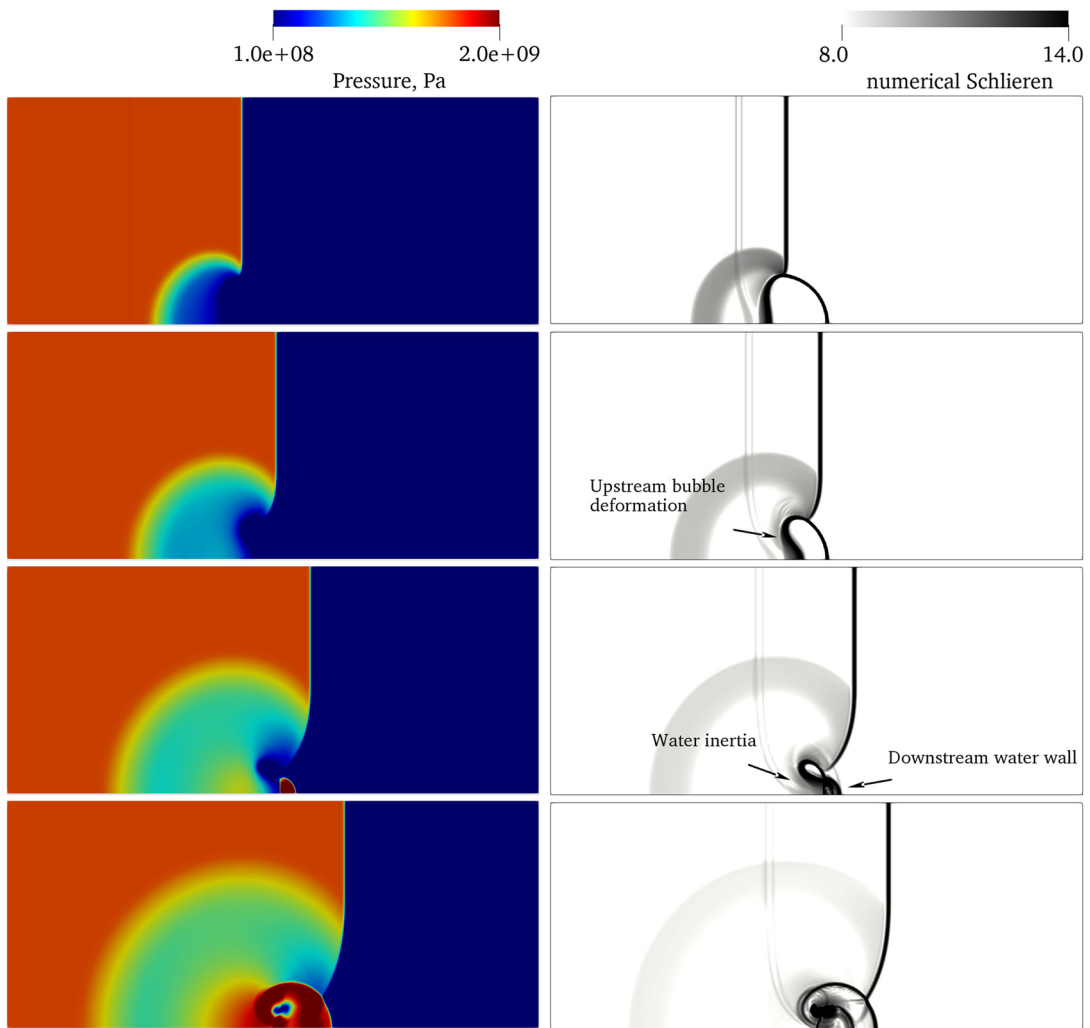 1.0e+08 2.0e+09
Pressure, Pa
8.0 14.0
numerical Schlieren
Upstream bubble
deformation
Water inertia
Downstream water wall